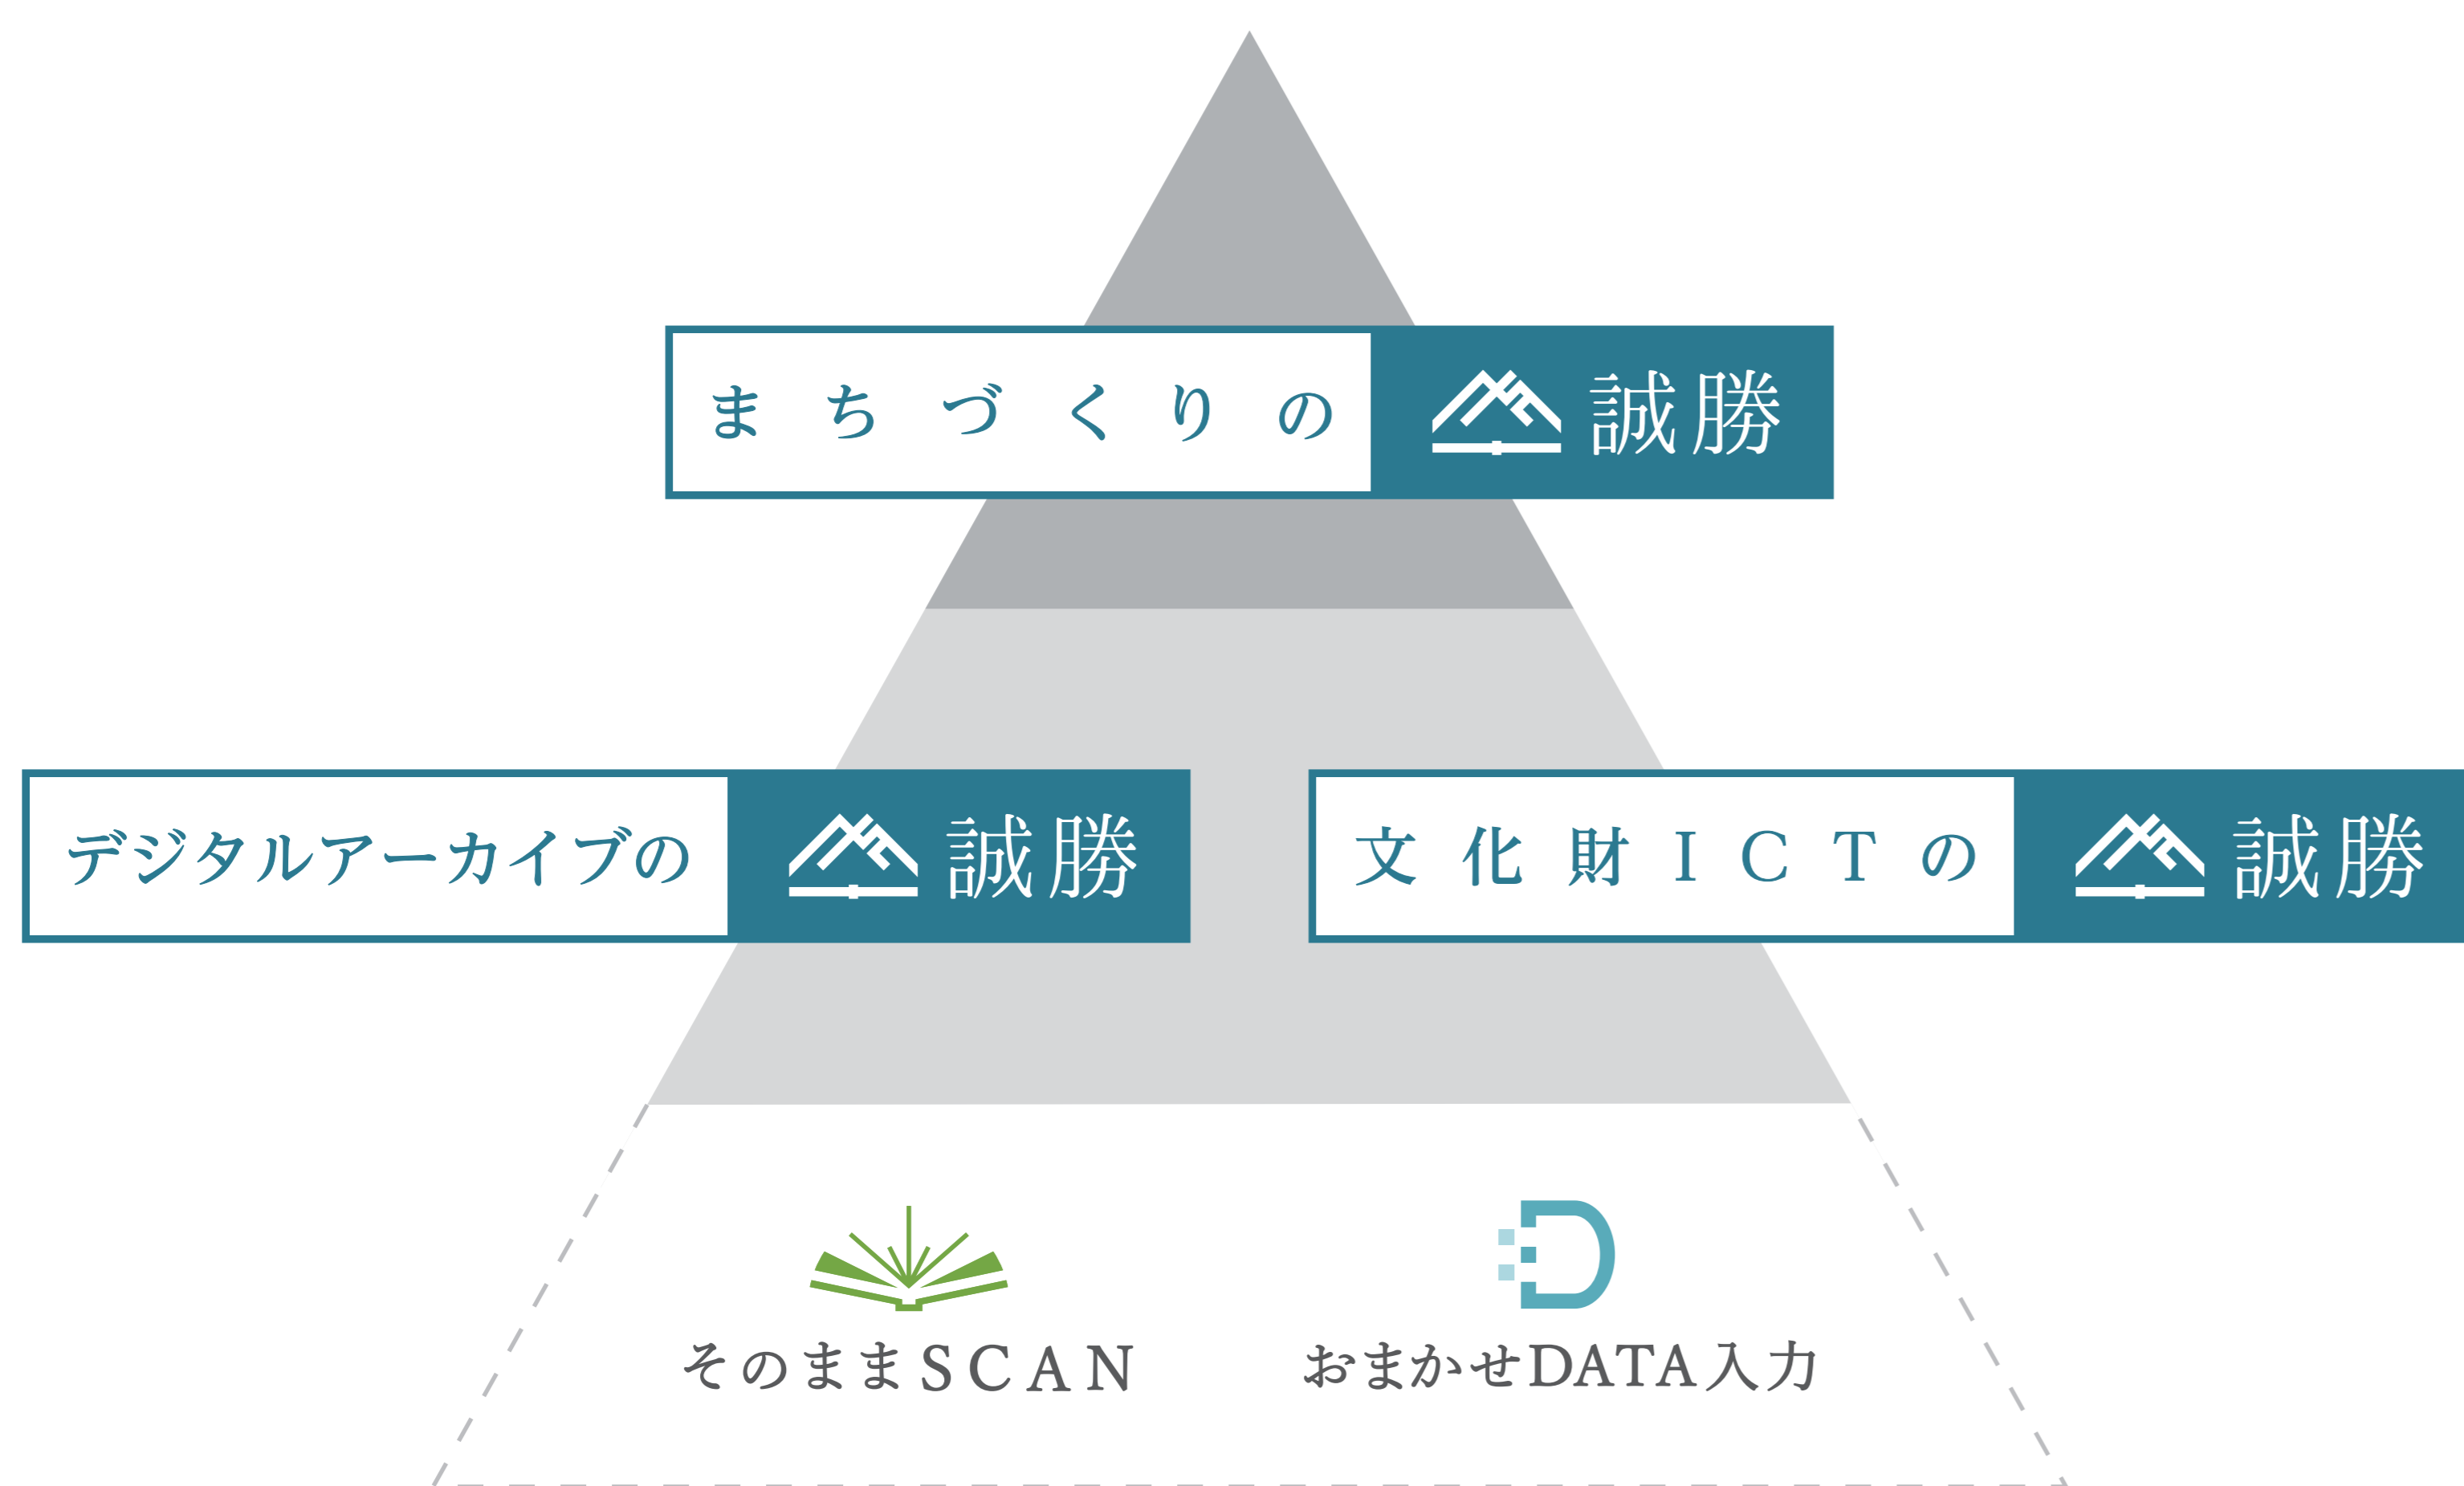 まちづくりの 誠勝
デジタルアーカイブの 誠勝
文化財ICTの 誠勝
そのままSCAN
おまかせDATA入力